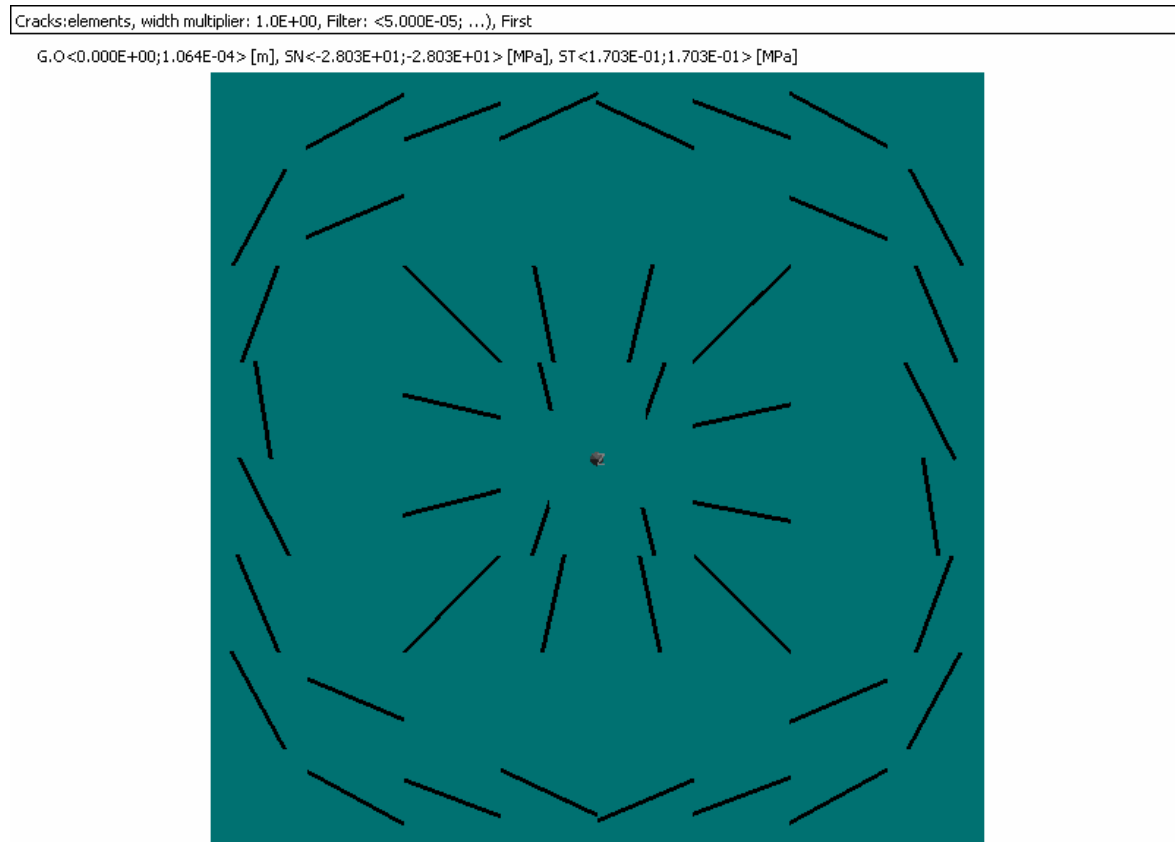 Cracks:elements, width multiplier: 1.0E+00, Filter: <5.000E-05; ...), First
G.O<0.000E+00;1.064E-04> [m], SN<-2.803E+01;-2.803E+01> [MPa], ST<1.703E-01;1.703E-01> [MPa]